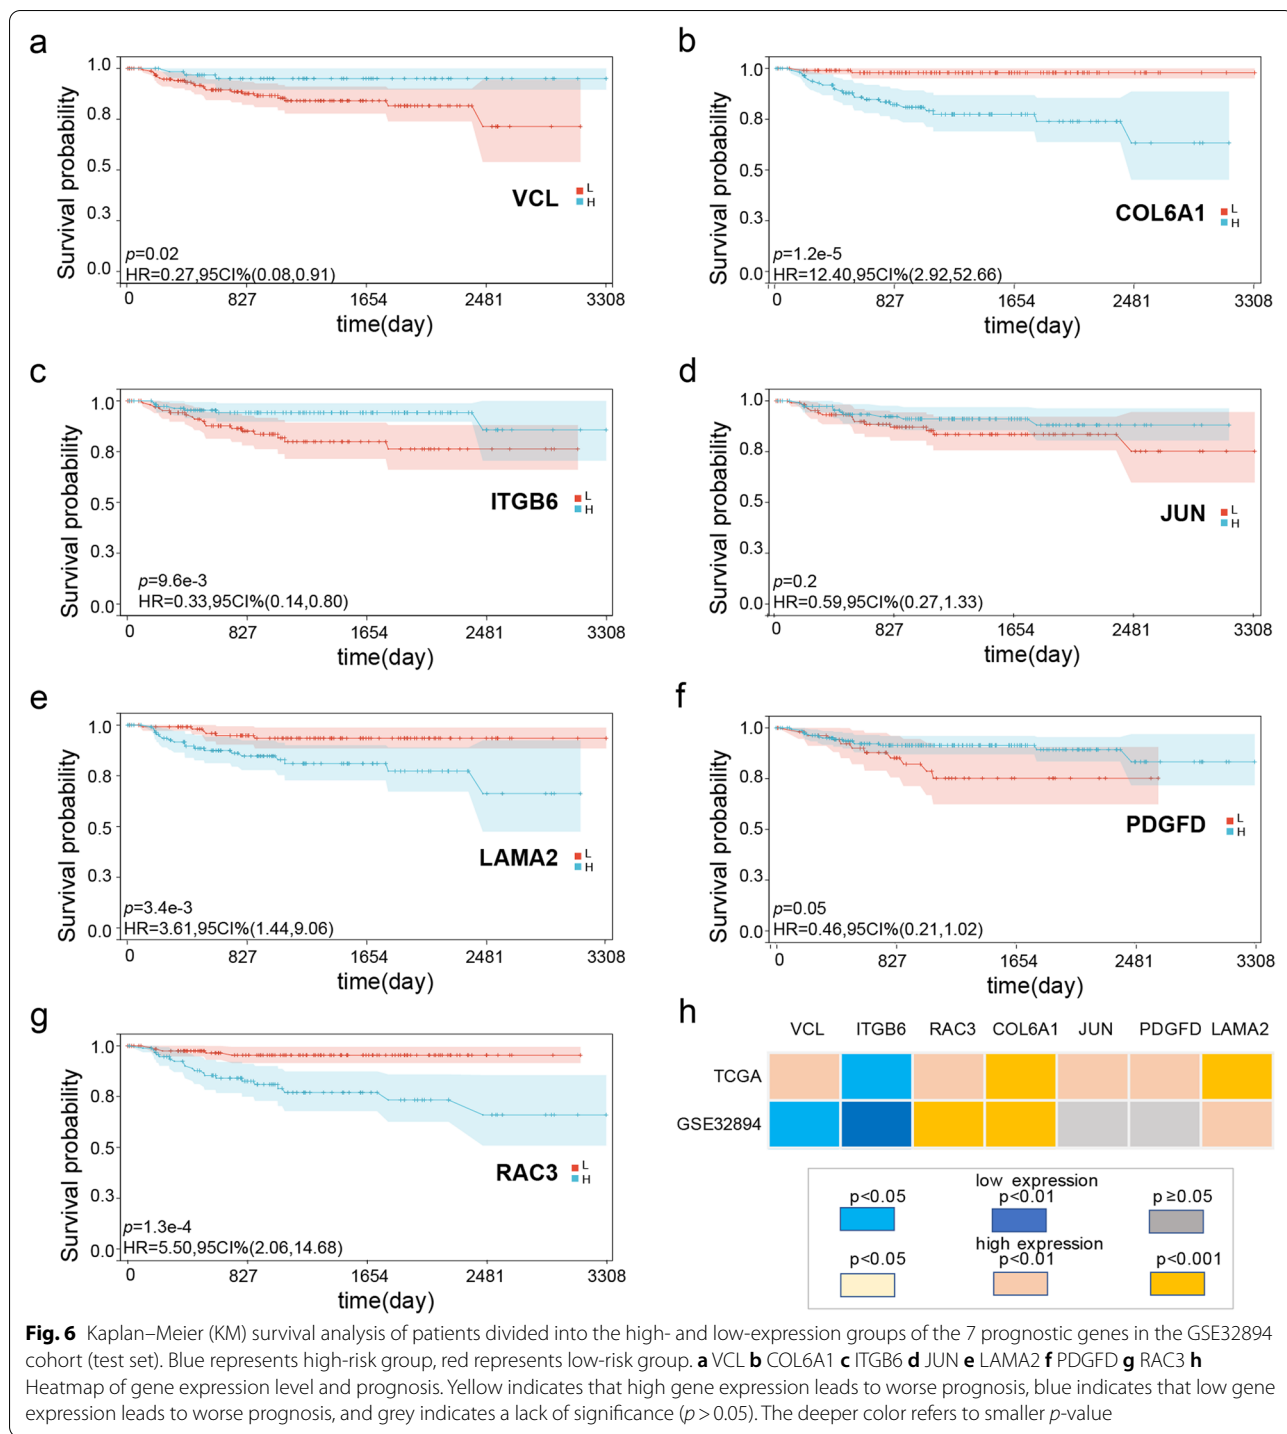 a
Survival probability
1.0
0.8
0.5
0.3
0.0
VCL
L
H
p=0.02
HR=0.27,95CI%(0.08,0.91)
0 827 1654 2481 3308
time(day)
b
Survival probability
1.0
0.8
0.5
0.3
0.0
COL6A1
L
H
p=1.2e-5
HR=12.40,95CI%(2.92,52.66)
0 827 1654 2481 3308
time(day)
c
Survival probability
1.0
0.8
0.5
0.3
0.0
ITGB6
L
H
p=9.6e-3
HR=0.33,95CI%(0.14,0.80)
0 827 1654 2481 3308
time(day)
d
Survival probability
1.0
0.8
0.5
0.3
0.0
JUN
L
H
p=0.2
HR=0.59,95CI%(0.27,1.33)
0 827 1654 2481 3308
time(day)
e
Survival probability
1.0
0.8
0.5
0.3
0.0
LAMA2
L
H
p=3.4e-3
HR=3.61,95CI%(1.44,9.06)
0 827 1654 2481 3308
time(day)
f
Survival probability
1.0
0.8
0.5
0.3
0.0
PDGFD
L
H
p=0.05
HR=0.46,95CI%(0.21,1.02)
0 827 1654 2481 3308
time(day)
g
Survival probability
1.0
0.8
0.5
0.3
0.0
RAC3
L
H
p=1.3e-4
HR=5.50,95CI%(2.06,14.68)
0 827 1654 2481 3308
time(day)
h
VCL ITGB6 RAC3 COL6A1 JUN PDGFD LAMA2
TCGA
GSE32894
low expression
p<0.05 p<0.01 p≥0.05
high expression
p<0.05 p<0.01 p<0.001
Fig. 6 Kaplan–Meier (KM) survival analysis of patients divided into the high- and low-expression groups of the 7 prognostic genes in the GSE32894
cohort (test set). Blue represents high-risk group, red represents low-risk group. a VCL b COL6A1 c ITGB6 d JUN e LAMA2 f PDGFD g RAC3 h
Heatmap of gene expression level and prognosis. Yellow indicates that high gene expression leads to worse prognosis, blue indicates that low gene
expression leads to worse prognosis, and grey indicates a lack of significance (p > 0.05). The deeper color refers to smaller p-value